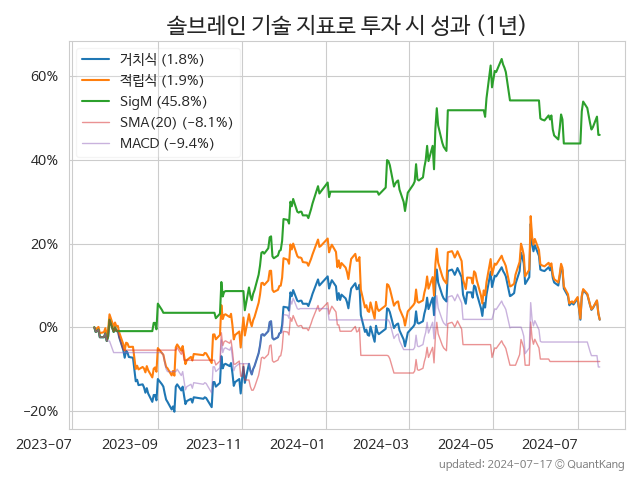 솔브레인 기술 지표로 투자 시 성과 (1년)
거치식 (1.8%)
적립식 (1.9%)
SigM (45.8%)
SMA(20) (−8.1%)
MACD (−9.4%)
60%
40%
20%
0%
−20%
2023-07 2023-09 2023-11 2024-01 2024-03 2024-05 2024-07
updated: 2024-07-17 © QuantKang